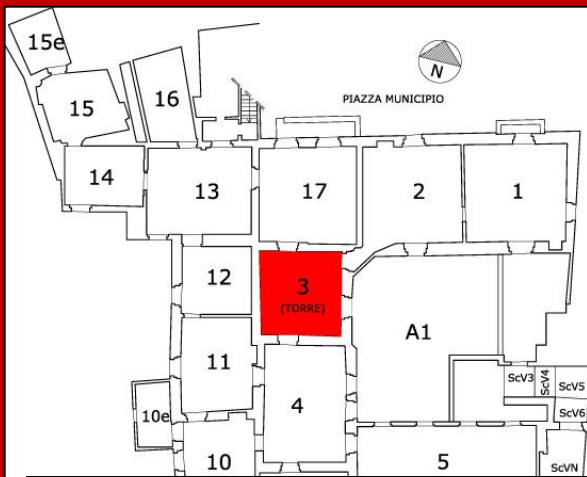 15e
15
16
N
PIAZZA MUNICIPIO
14
13
17
2
1
12
3
(TORRE)
A1
11
4
10e
10
5
ScV3
ScV4
ScV5
ScV6
ScVN